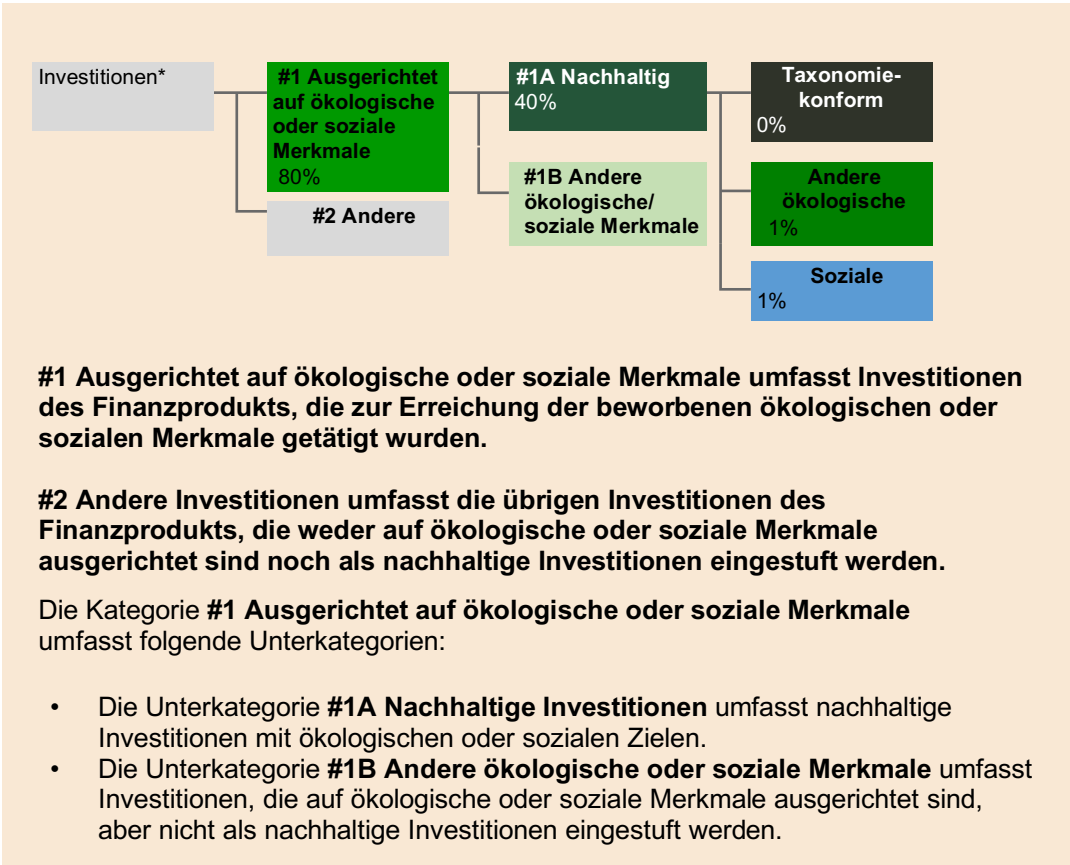 Investitionen*
#1 Ausgerichtet
auf ökologische
oder soziale
Merkmale
80%
#2 Andere
#1A Nachhaltig
40%
#1B Andere
ökologische/
soziale Merkmale
Taxonomie-
konform
0%
Andere
ökologische
1%
Soziale
1%
#1 Ausgerichtet auf ökologische oder soziale Merkmale umfasst Investitionen
des Finanzprodukts, die zur Erreichung der beworbenen ökologischen oder
sozialen Merkmale getätigt wurden.
#2 Andere Investitionen umfasst die übrigen Investitionen des
Finanzprodukts, die weder auf ökologische oder soziale Merkmale
ausgerichtet sind noch als nachhaltige Investitionen eingestuft werden.
Die Kategorie #1 Ausgerichtet auf ökologische oder soziale Merkmale
umfasst folgende Unterkategorien:
• Die Unterkategorie #1A Nachhaltige Investitionen umfasst nachhaltige
Investitionen mit ökologischen oder sozialen Zielen.
• Die Unterkategorie #1B Andere ökologische oder soziale Merkmale umfasst
Investitionen, die auf ökologische oder soziale Merkmale ausgerichtet sind,
aber nicht als nachhaltige Investitionen eingestuft werden.